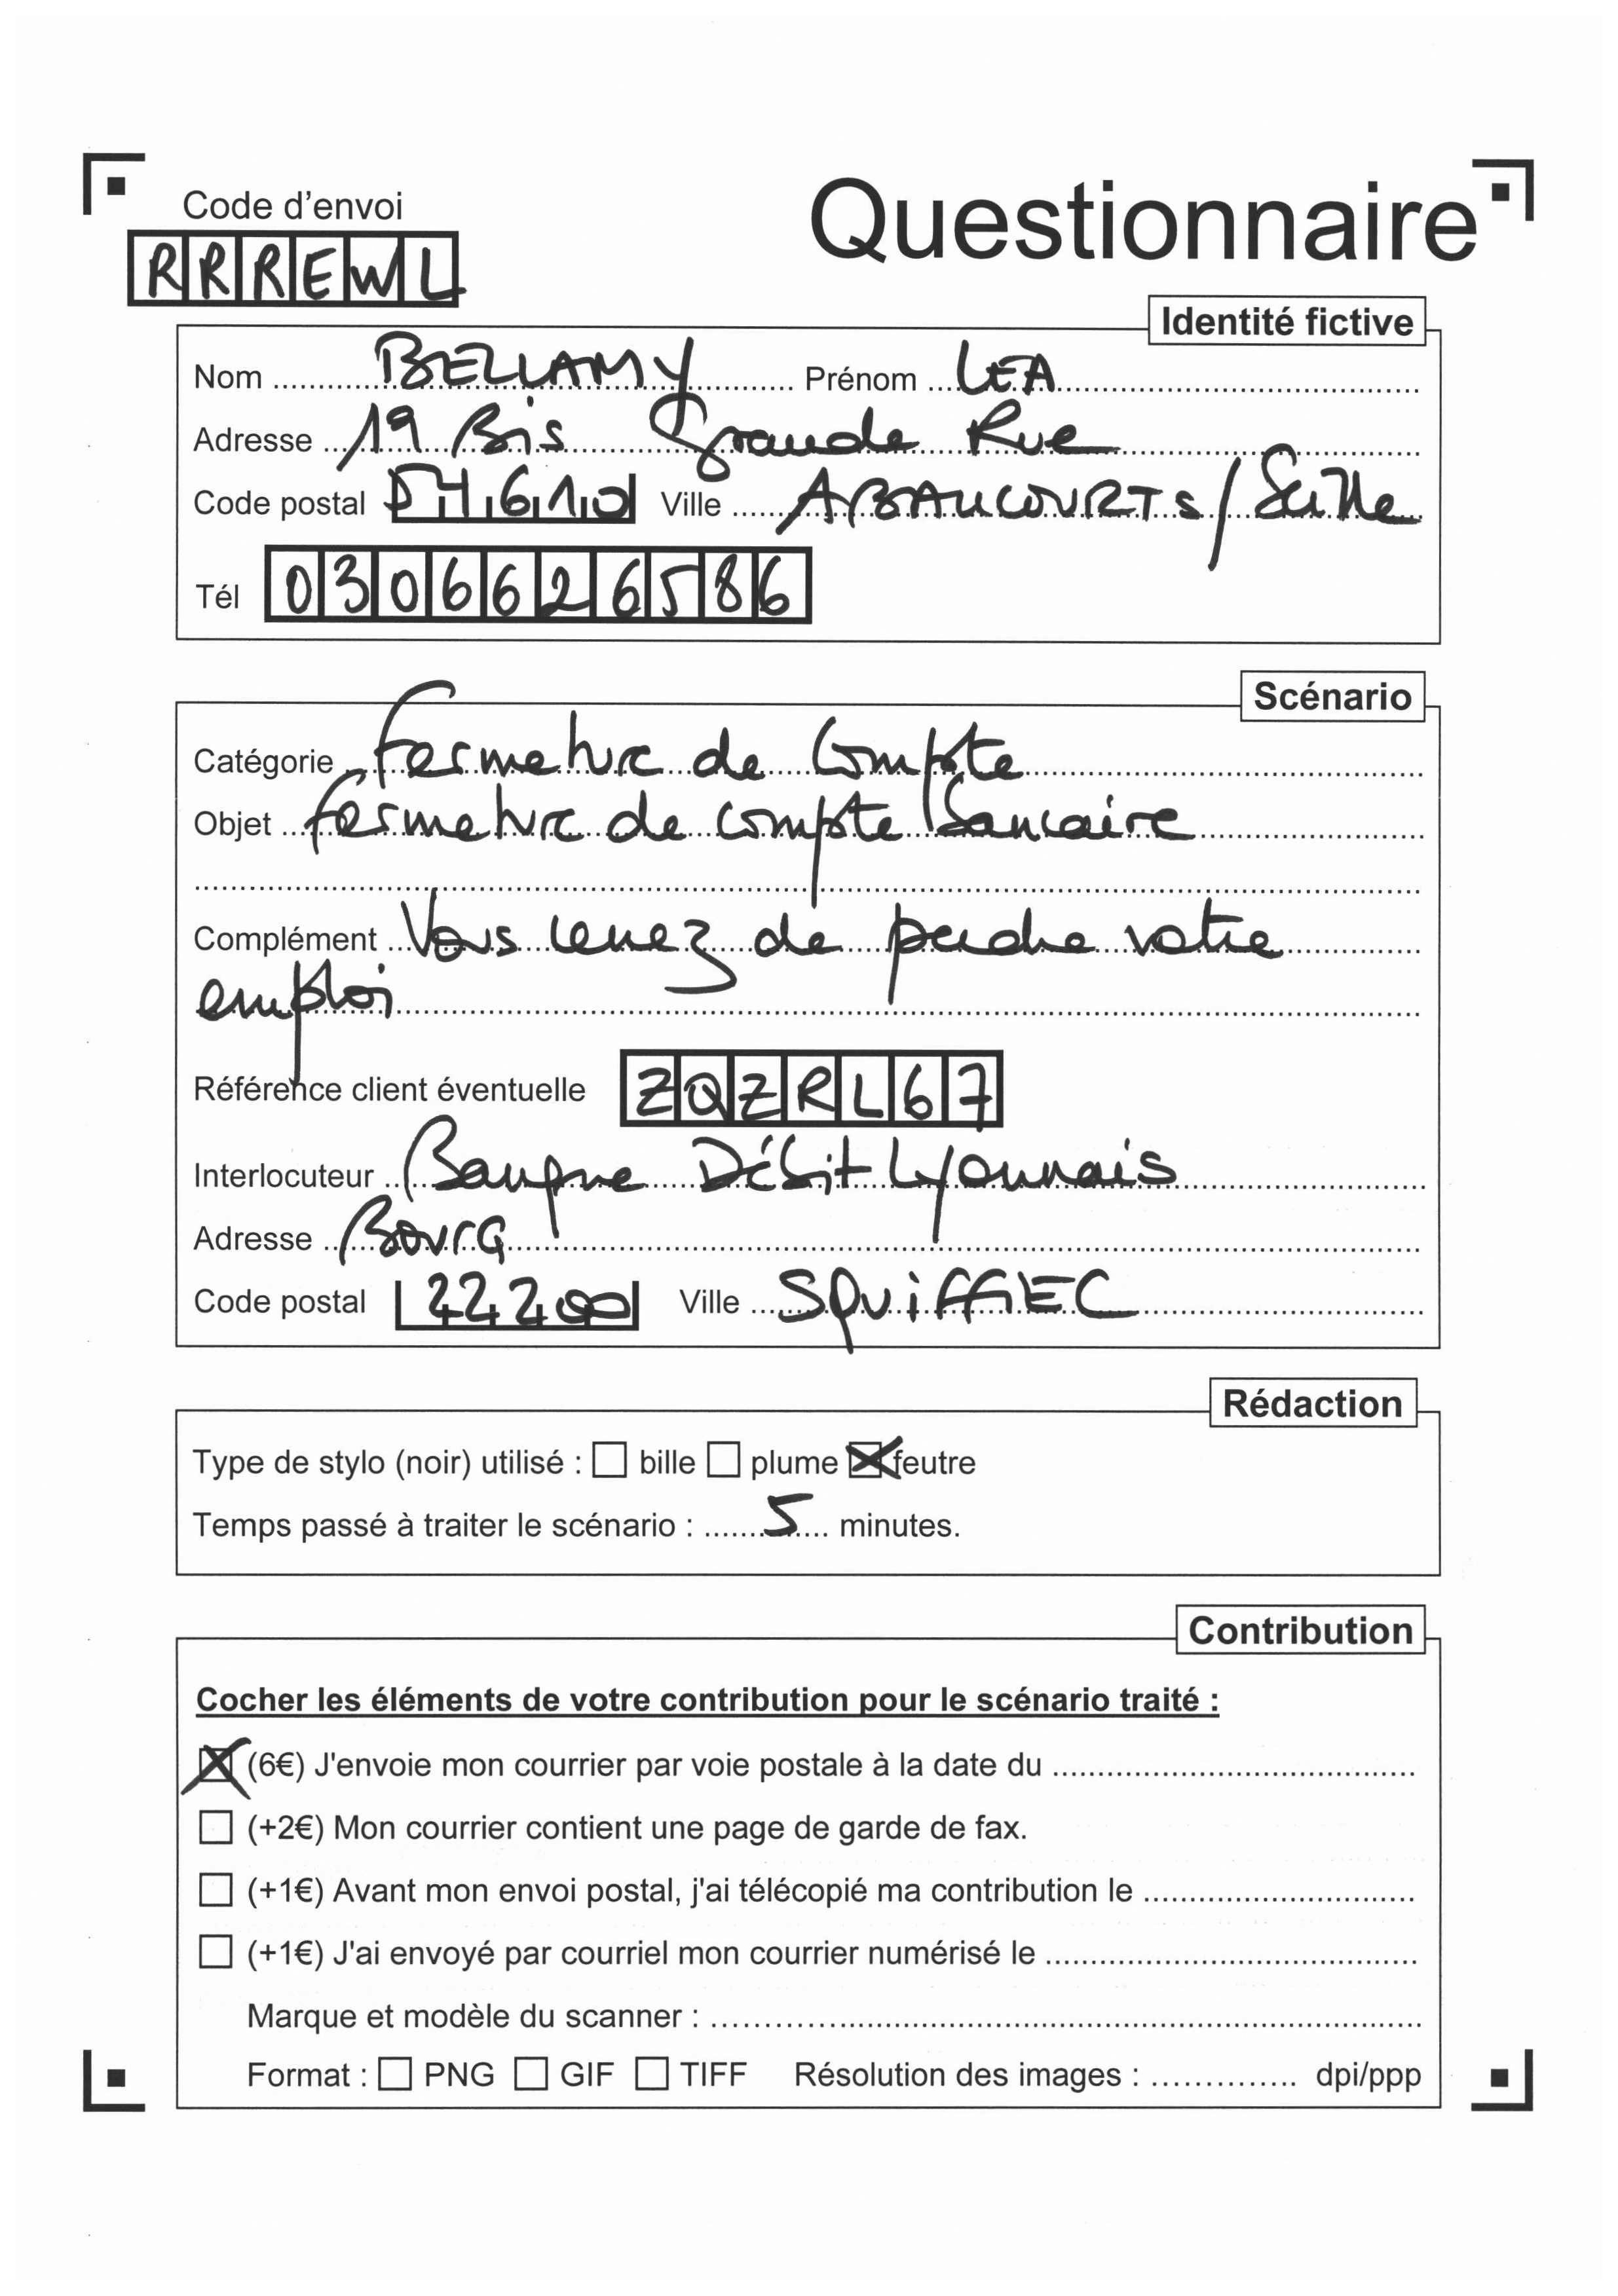 Code d'envoi
Questionnaire
RRREWL
Identité fictive
Nom BELLAMY Prénom LEA
Adresse 19 Bis grande Rue
Code postal 54610 Ville ABAUCOURTS/Seille
Tél 0306626586
Scénario
Catégorie Fermeture de Compte
Objet Fermeture de compte bancaire
Complément Vous venez de perdre votre
emploi
Référence client éventuelle ZQZRL67
Interlocuteur Banque Débit Lyonnais
Adresse Bourg
Code postal 22200 Ville SQUIFFIEC
Rédaction
Type de stylo (noir) utilisé : bille plume feutre
Temps passé à traiter le scénario : 5 minutes.
Contribution
Cocher les éléments de votre contribution pour le scénario traité :
(6€) J'envoie mon courrier par voie postale à la date du
(+2€) Mon courrier contient une page de garde de fax.
(+1€) Avant mon envoi postal, j'ai télécopié ma contribution le
(+1€) J'ai envoyé par courriel mon courrier numérisé le
Marque et modèle du scanner :
Format : PNG GIF TIFF Résolution des images : dpi/ppp